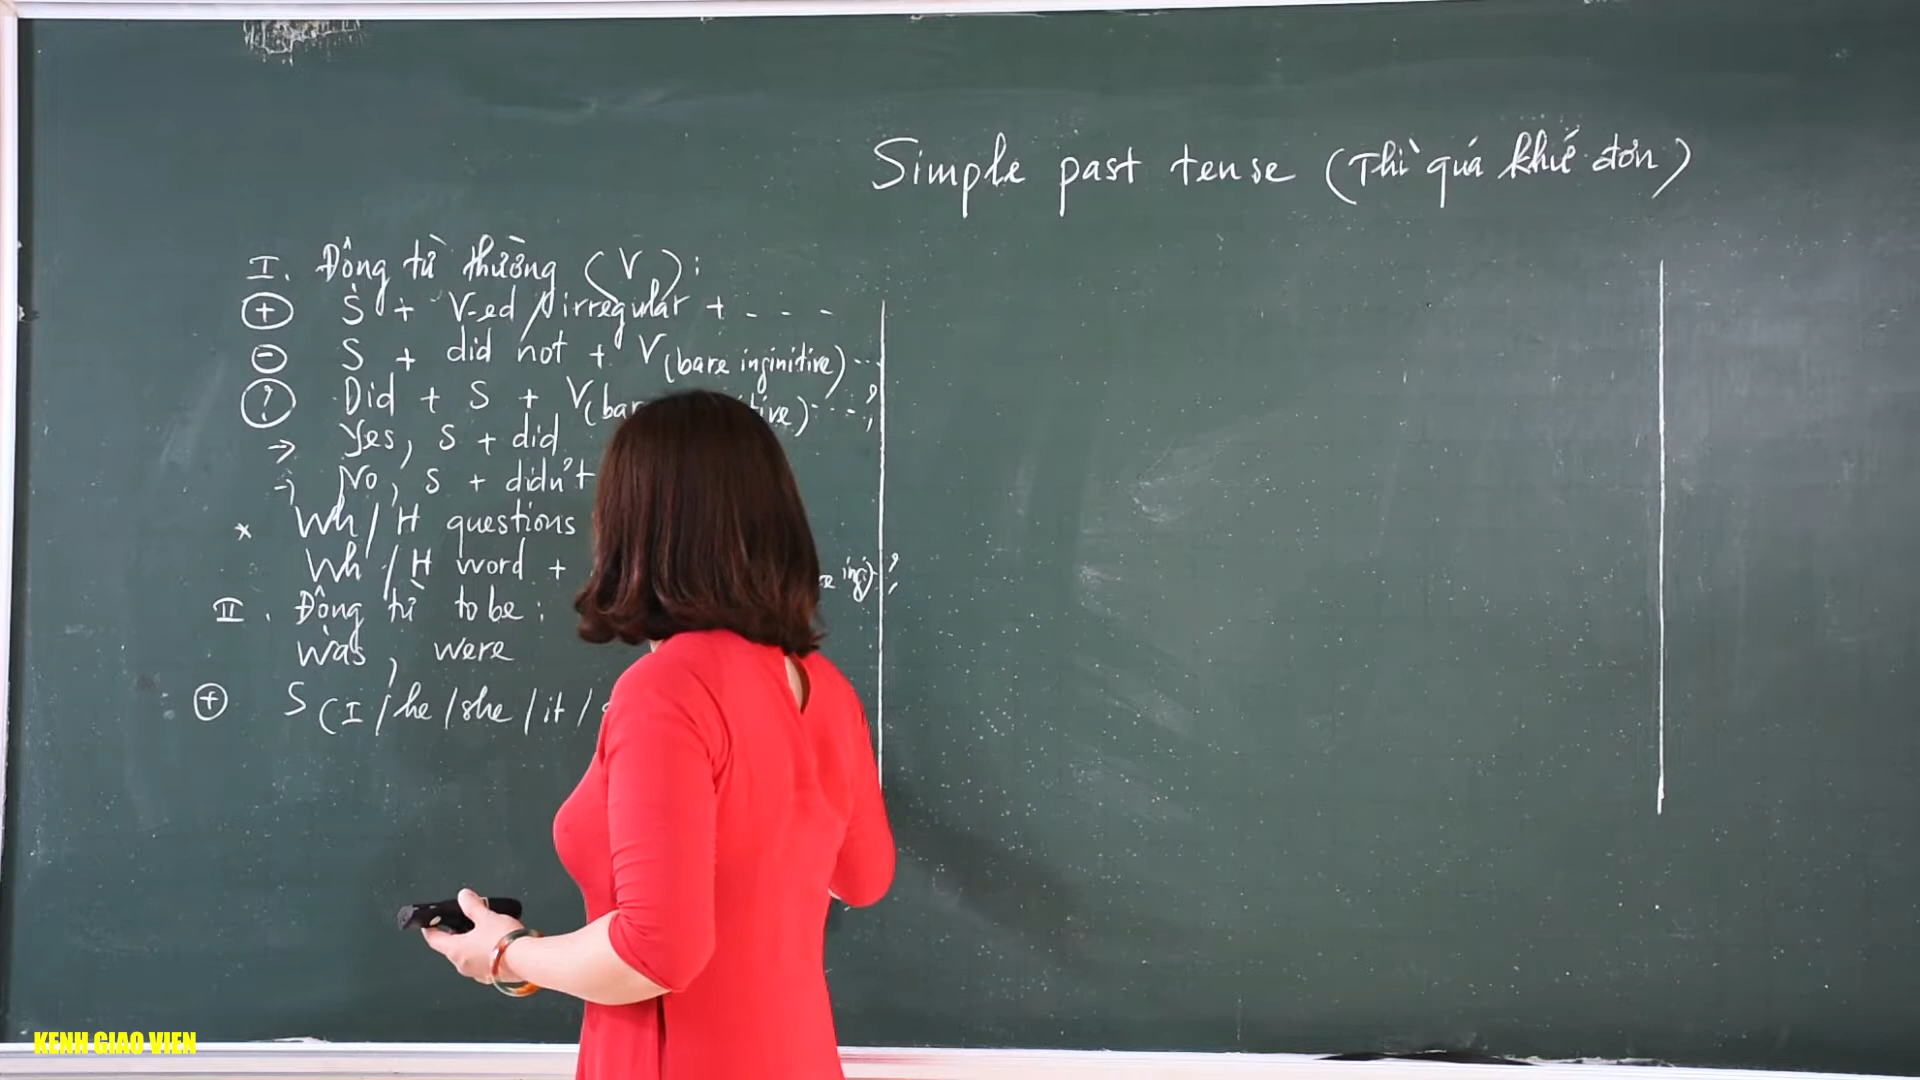 Simple past tense (Thì quá khứ đơn)
I. Động từ thường (V):
+ S + V-ed / irregular + - - -
- S + did not + V (bare infinitive) ...
? Did + S + V (bare ...?
→ Yes, S + did
→ No, S + didn't
* Wh / H questions
Wh / H word + ?
II. Động từ to be:
was, were
+ S (I / he / she / it /
KENH GIAO VIEN